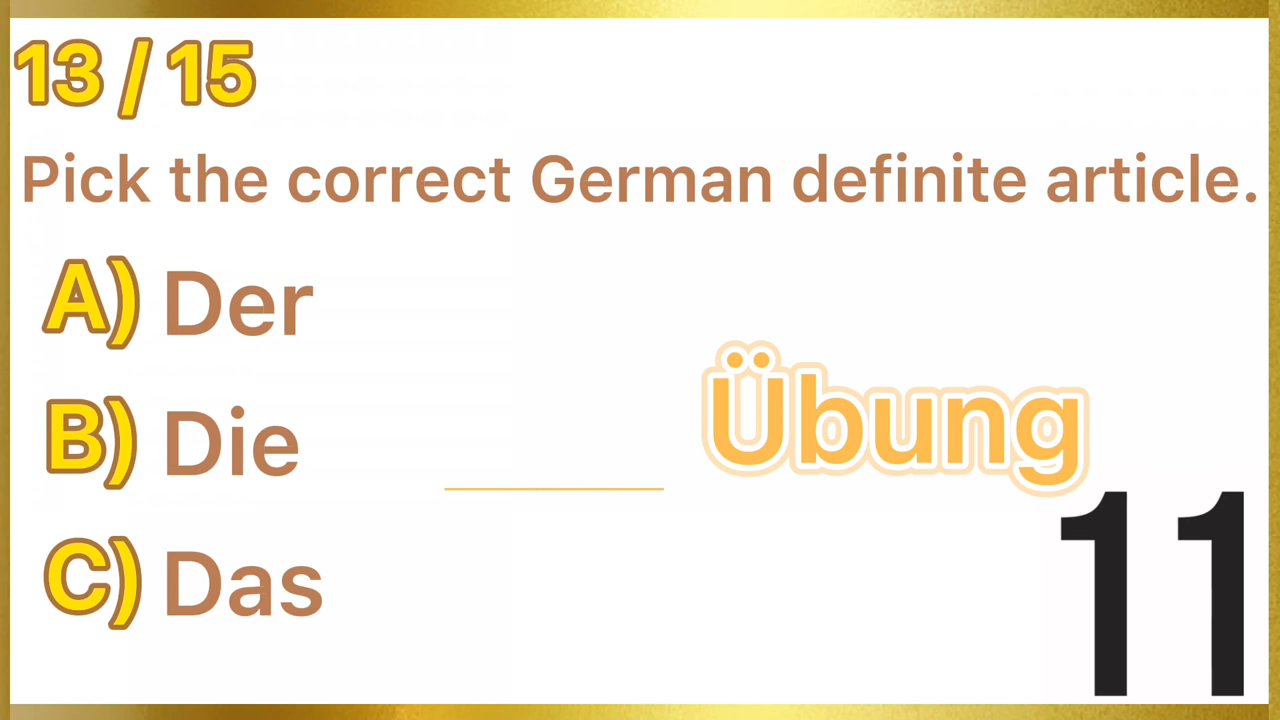 13 / 15
Pick the correct German definite article.
A) Der
B) Die
C) Das
Übung
11